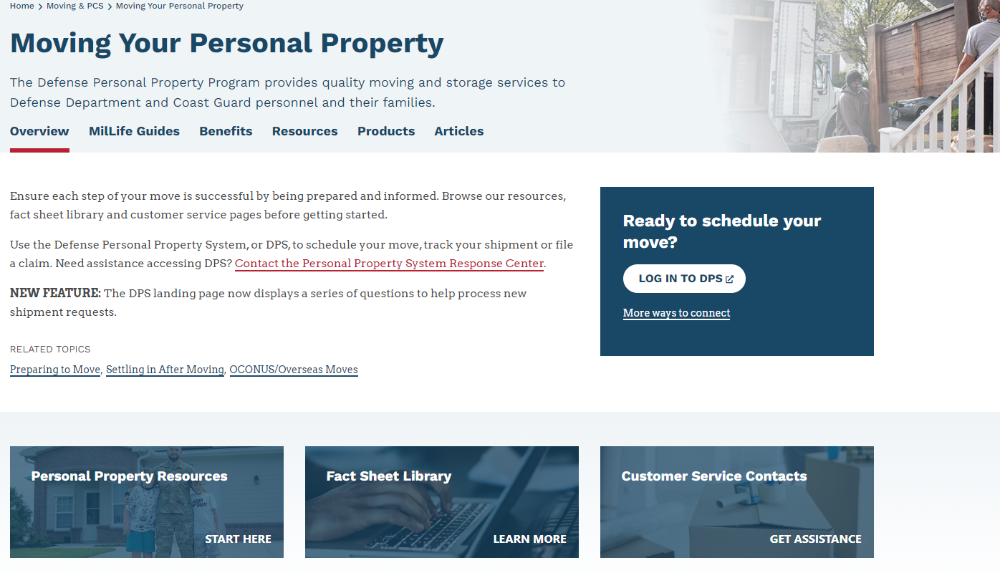 Home > Moving & PCS > Moving Your Personal Property
Moving Your Personal Property
The Defense Personal Property Program provides quality moving and storage services to
Defense Department and Coast Guard personnel and their families.
Overview MilLife Guides Benefits Resources Products Articles
Ensure each step of your move is successful by being prepared and informed. Browse our resources,
fact sheet library and customer service pages before getting started.
Use the Defense Personal Property System, or DPS, to schedule your move, track your shipment or file
a claim. Need assistance accessing DPS? Contact the Personal Property System Response Center.
NEW FEATURE: The DPS landing page now displays a series of questions to help process new
shipment requests.
RELATED TOPICS
Preparing to Move, Settling in After Moving, OCONUS/Overseas Moves
Ready to schedule your
move?
LOG IN TO DPS
More ways to connect
Personal Property Resources
START HERE
Fact Sheet Library
LEARN MORE
Customer Service Contacts
GET ASSISTANCE